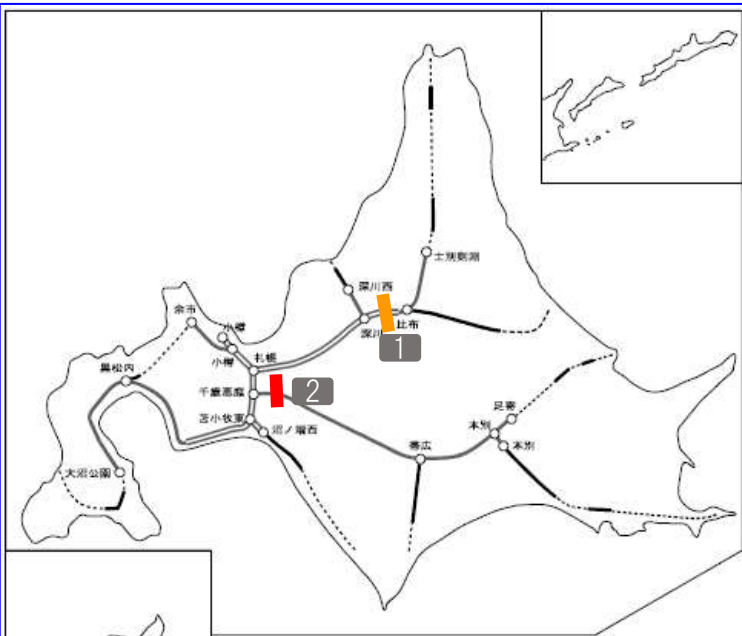 士別剣淵
深川西
比布
深川
1
余市
小樽
小樽
札幌
黒松内
千歳恵庭
2
苫小牧東
沼ノ端西
足寄
本別
本別
帯広
大沼公園